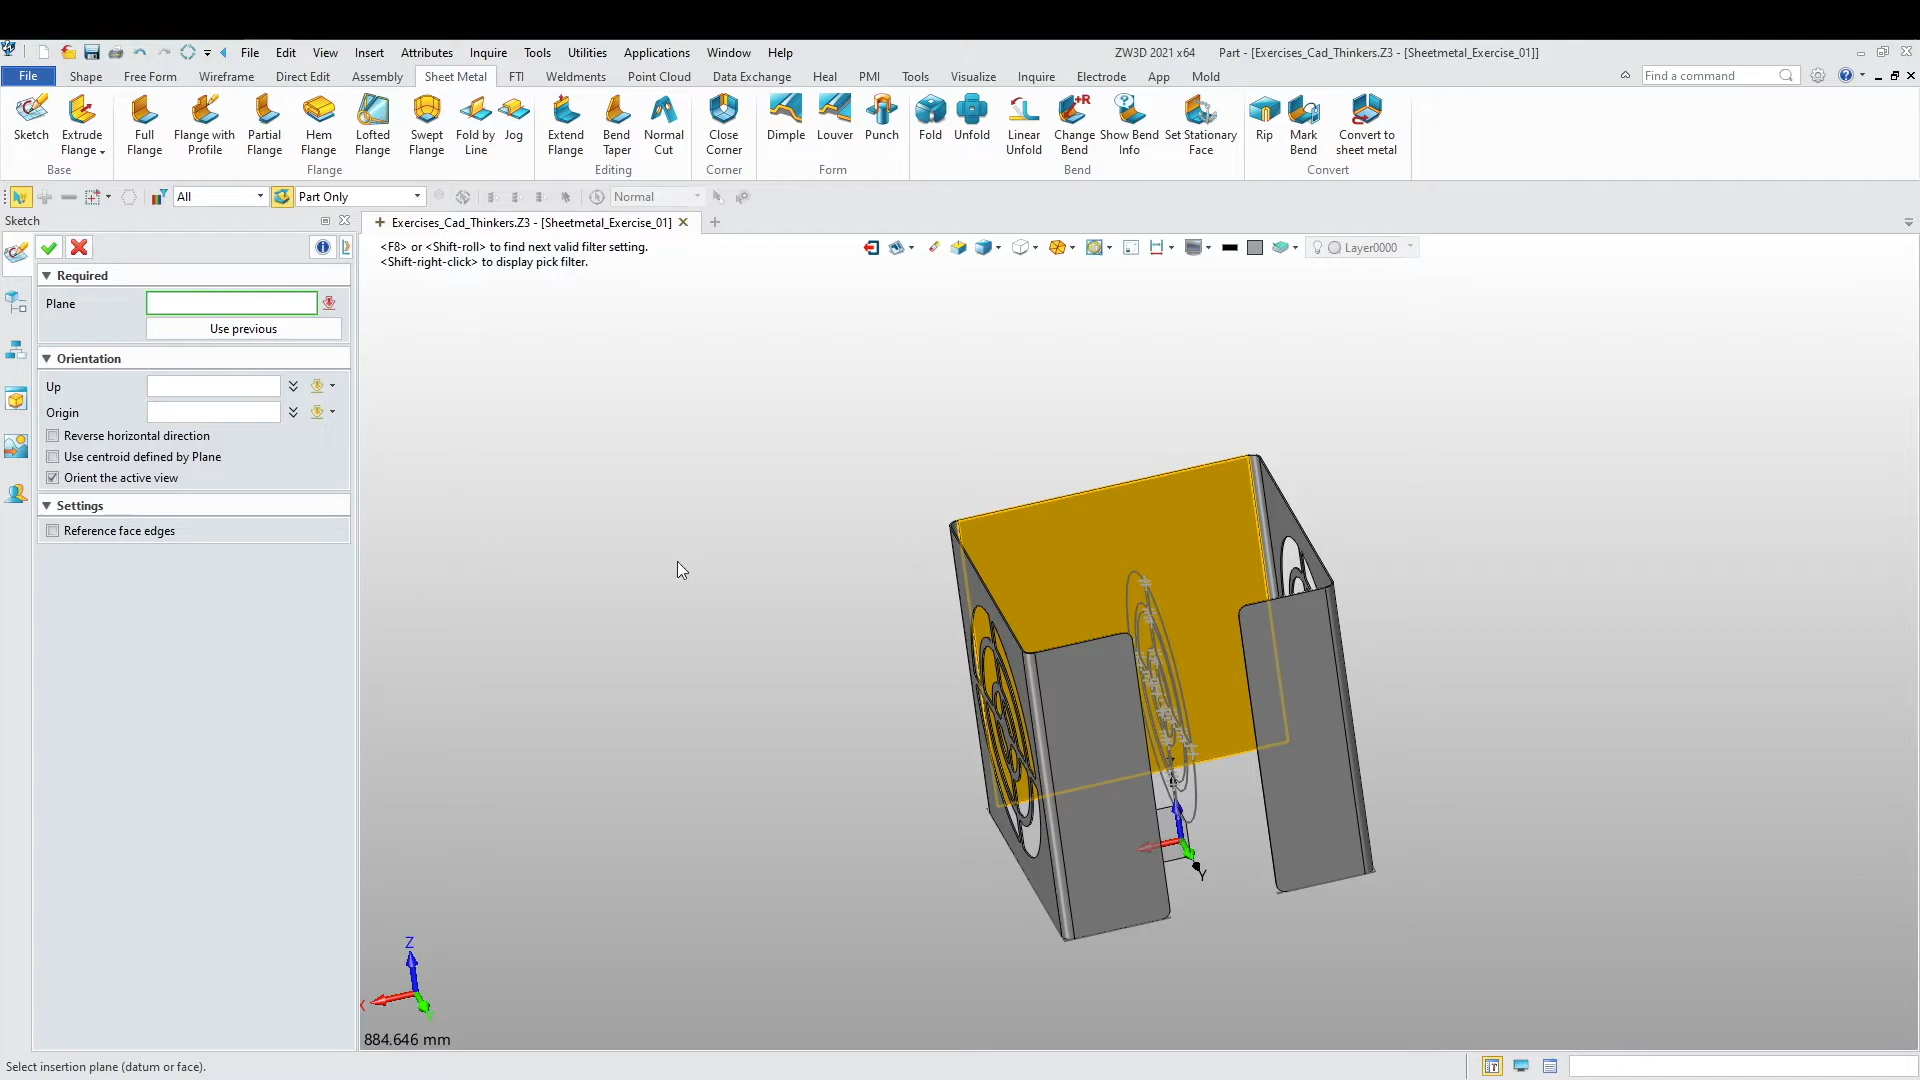 File Edit View Insert Attributes Inquire Tools Utilities Applications Window Help ZW3D 2021 x64 Part - [Exercises_Cad_Thinkers.Z3 - [Sheetmetal_Exercise_01]]
File Shape Free Form Wireframe Direct Edit Assembly Sheet Metal FTI Weldments Point Cloud Data Exchange Heal PMI Tools Visualize Inquire Electrode App Mold Find a command
Sketch Extrude Full Flange with Partial Hem Lofted Swept Fold by Jog Extend Bend Normal Close Dimple Louver Punch Fold Unfold Linear Change Show Bend Set Stationary Rip Mark Convert to
Flange Flange Profile Flange Flange Flange Flange Line Flange Taper Cut Corner Unfold Bend Info Face Bend sheet metal
Base Flange Editing Corner Form Bend Convert
All Part Only Normal
Sketch
Exercises_Cad_Thinkers.Z3 - [Sheetmetal_Exercise_01]
<F8> or <Shift-roll> to find next valid filter setting.
<Shift-right-click> to display pick filter.
Layer0000
Required
Plane
Use previous
Orientation
Up
Origin
Reverse horizontal direction
Use centroid defined by Plane
Orient the active view
Settings
Reference face edges
Y
Z
884.646 mm
Select insertion plane (datum or face).